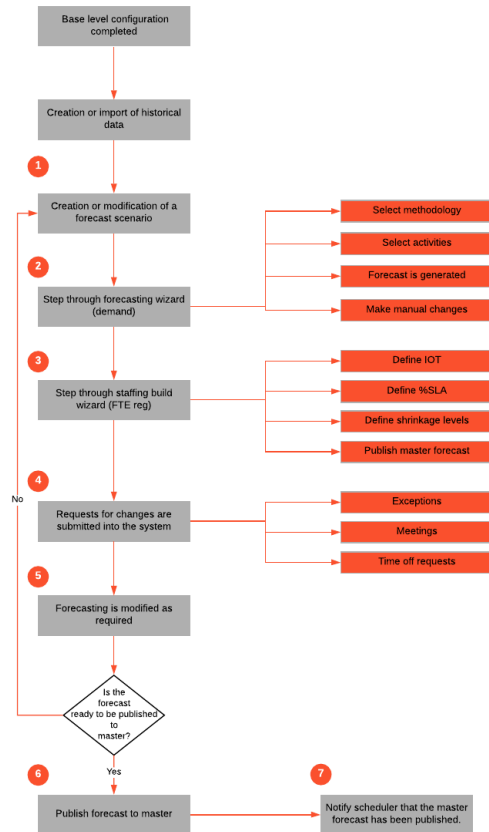 Base level configuration
completed
Creation or import of historical
data
1
Creation or modification of a
forecast scenario
2
Step through forecasting wizard
(demand)
Select methodology
Select activities
Forecast is generated
Make manual changes
3
Step through staffing build
wizard (FTE reg)
Define IOT
Define %SLA
Define shrinkage levels
Publish master forecast
4
Requests for changes are
submitted into the system
Exceptions
Meetings
Time off requests
5
Forecasting is modified as
required
Is the
forecast
ready to be published
to
master?
No
Yes
6
Publish forecast to master
7
Notify scheduler that the master
forecast has been published.